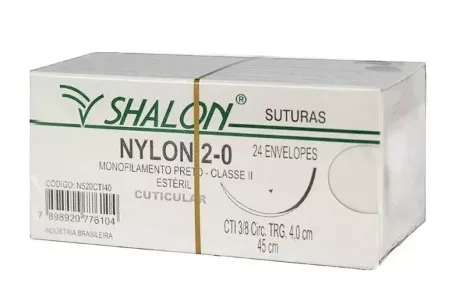 SHALON®
SUTURAS
NYLON 2-0
24 ENVELOPES
MONOFILAMENTO PRETO - CLASSE II
ESTÉRIL
CÓDIGO: N520CTI40
CUTICULAR
CTI 3/8 Circ. TRG. 4,0 cm
45 cm
7 898920 776104
INDÚSTRIA BRASILEIRA